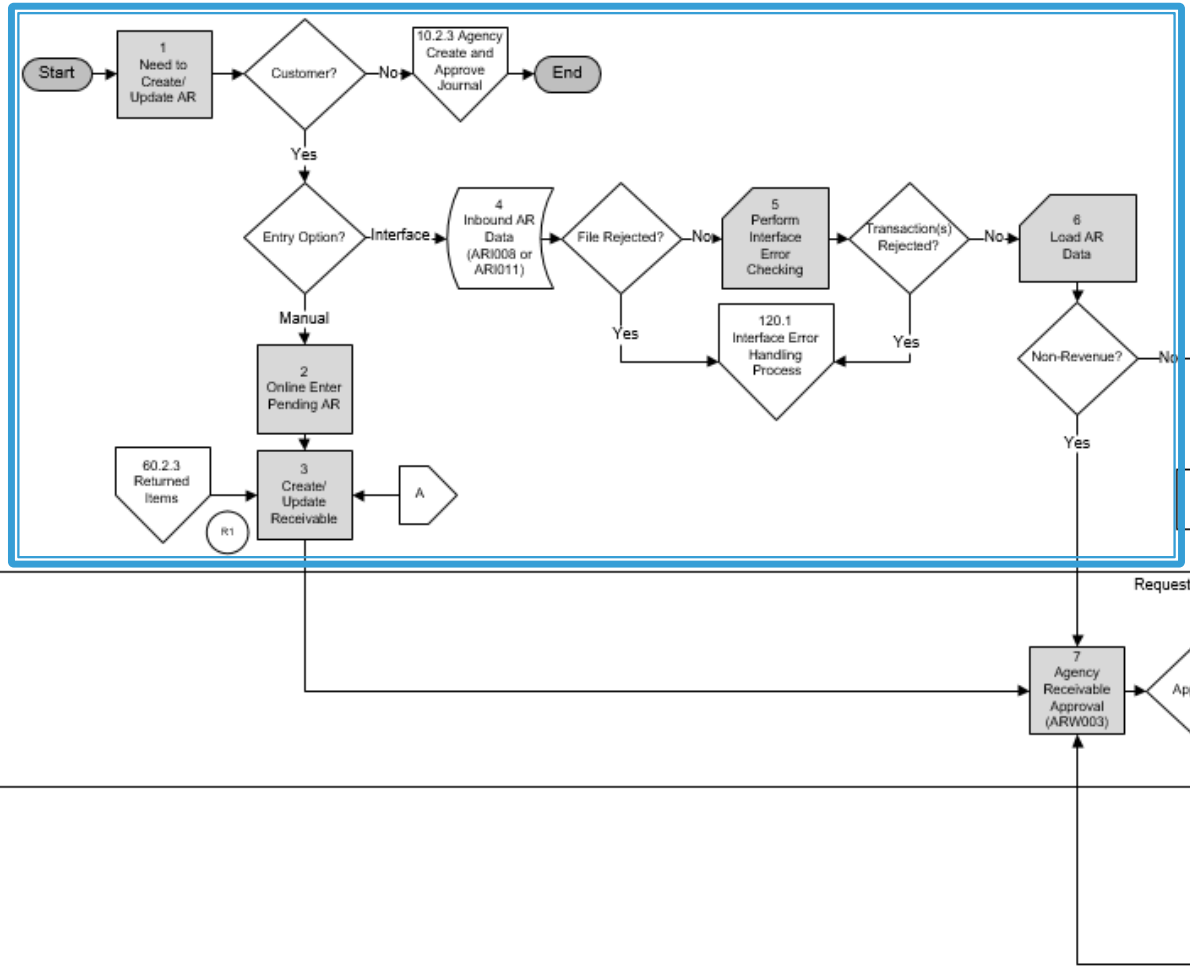 Start
1
Need to
Create/
Update AR
Customer?
No
10.2.3 Agency
Create and
Approve
Journal
End
Yes
Entry Option?
Interface
4
Inbound AR
Data
(ARI008 or
ARI011)
File Rejected?
No
5
Perform
Interface
Error
Checking
Transaction(s)
Rejected?
No
6
Load AR
Data
Manual
Yes
120.1
Interface Error
Handling
Process
Yes
Non-Revenue?
No
2
Online Enter
Pending AR
Yes
60.2.3
Returned
Items
R1
3
Create/
Update
Receivable
A
Request
7
Agency
Receivable
Approval
(ARW003)
Ap